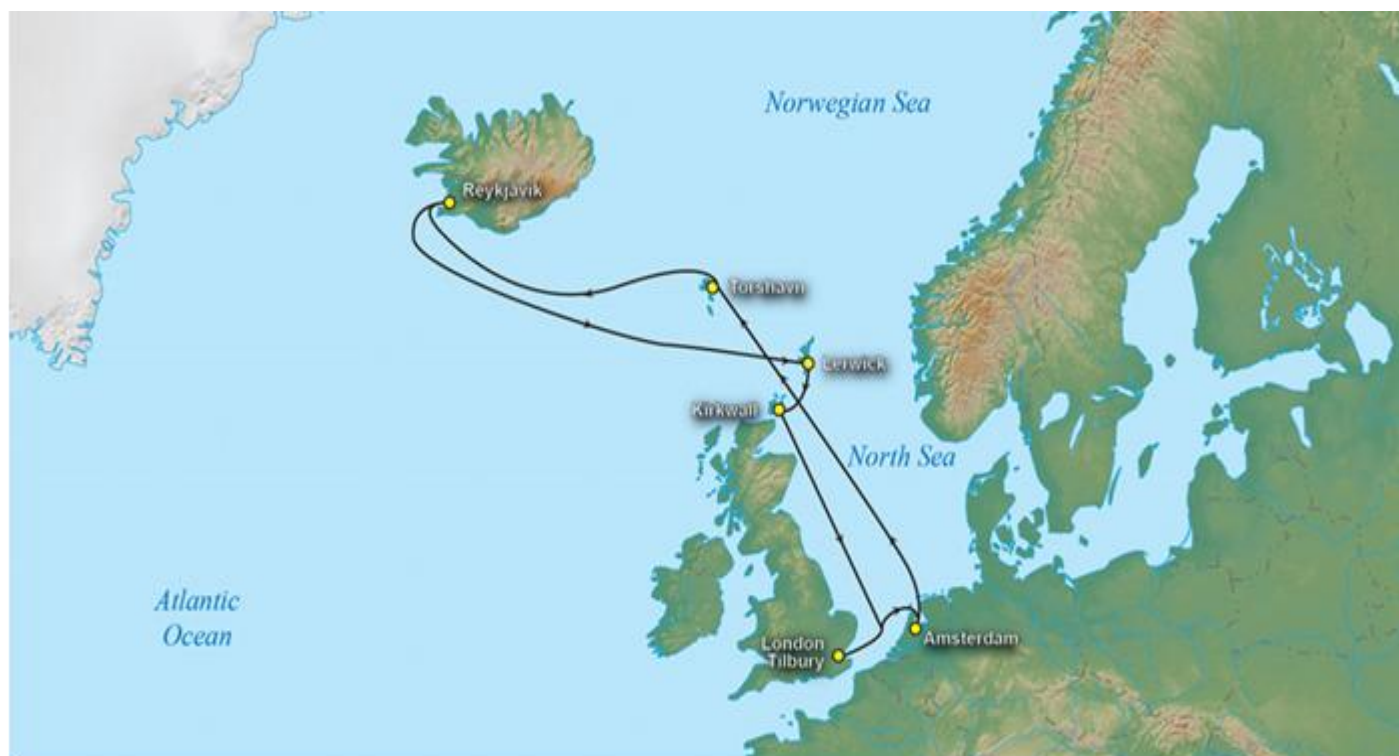 Norwegian Sea
Reykjavik
Torshavn
Lerwick
Kirkwall
North Sea
Atlantic
Ocean
London
Tilbury
Amsterdam